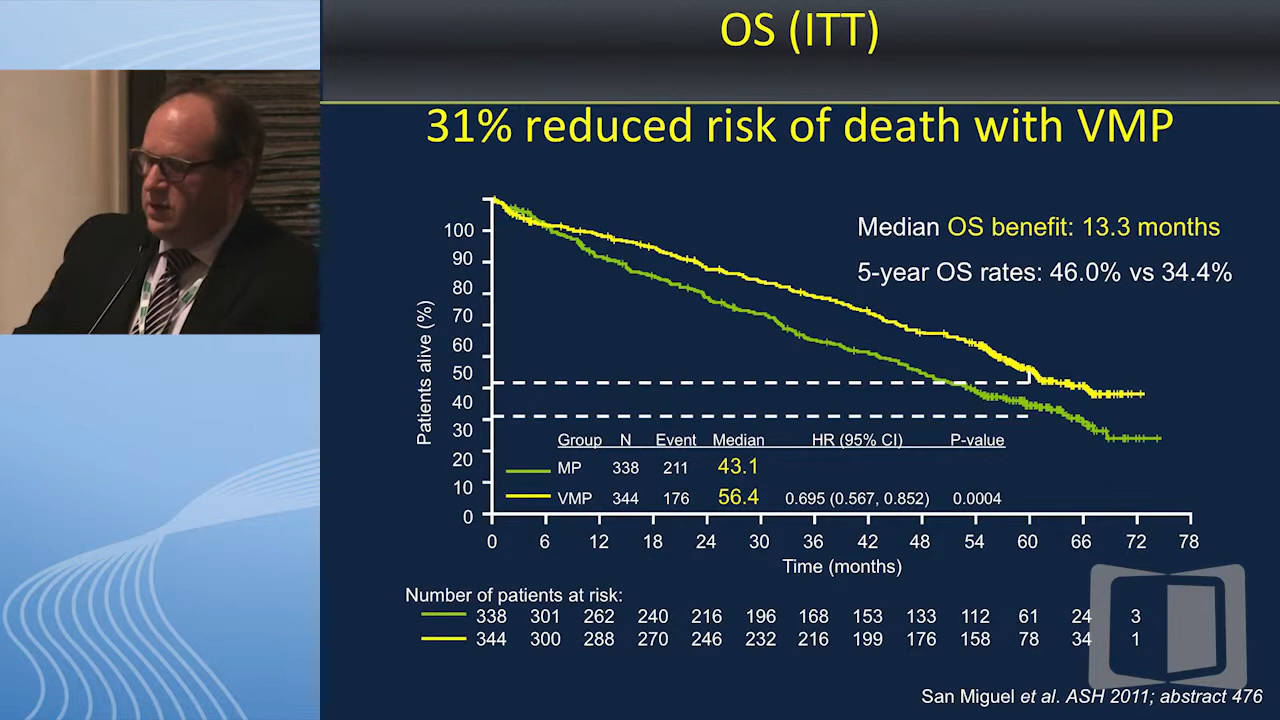 OS (ITT)
31% reduced risk of death with VMP
Median OS benefit: 13.3 months
5-year OS rates: 46.0% vs 34.4%
Patients alive (%)
100
90
80
70
60
50
40
30
20
10
0
Group N Event Median HR (95% CI) P-value
MP 338 211 43.1
VMP 344 176 56.4 0.695 (0.567, 0.852) 0.0004
0 6 12 18 24 30 36 42 48 54 60 66 72 78
Time (months)
Number of patients at risk:
338 301 262 240 216 196 168 153 133 112 61 24 3
344 300 288 270 246 232 216 199 176 158 78 34 1
San Miguel et al. ASH 2011; abstract 476